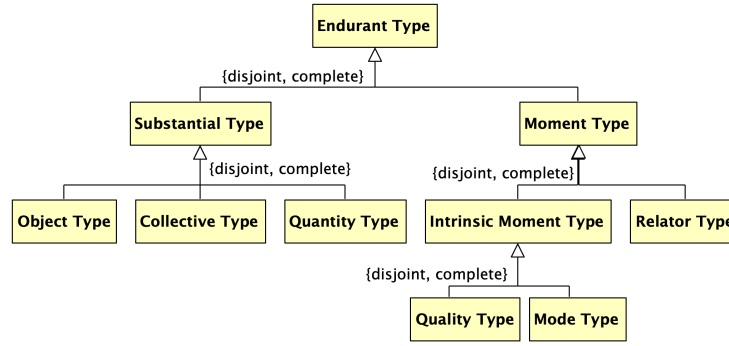 Endurant Type
{disjoint, complete}
Substantial Type
Moment Type
{disjoint, complete}
{disjoint, complete}
Object Type
Collective Type
Quantity Type
Intrinsic Moment Type
Relator Type
{disjoint, complete}
Quality Type
Mode Type